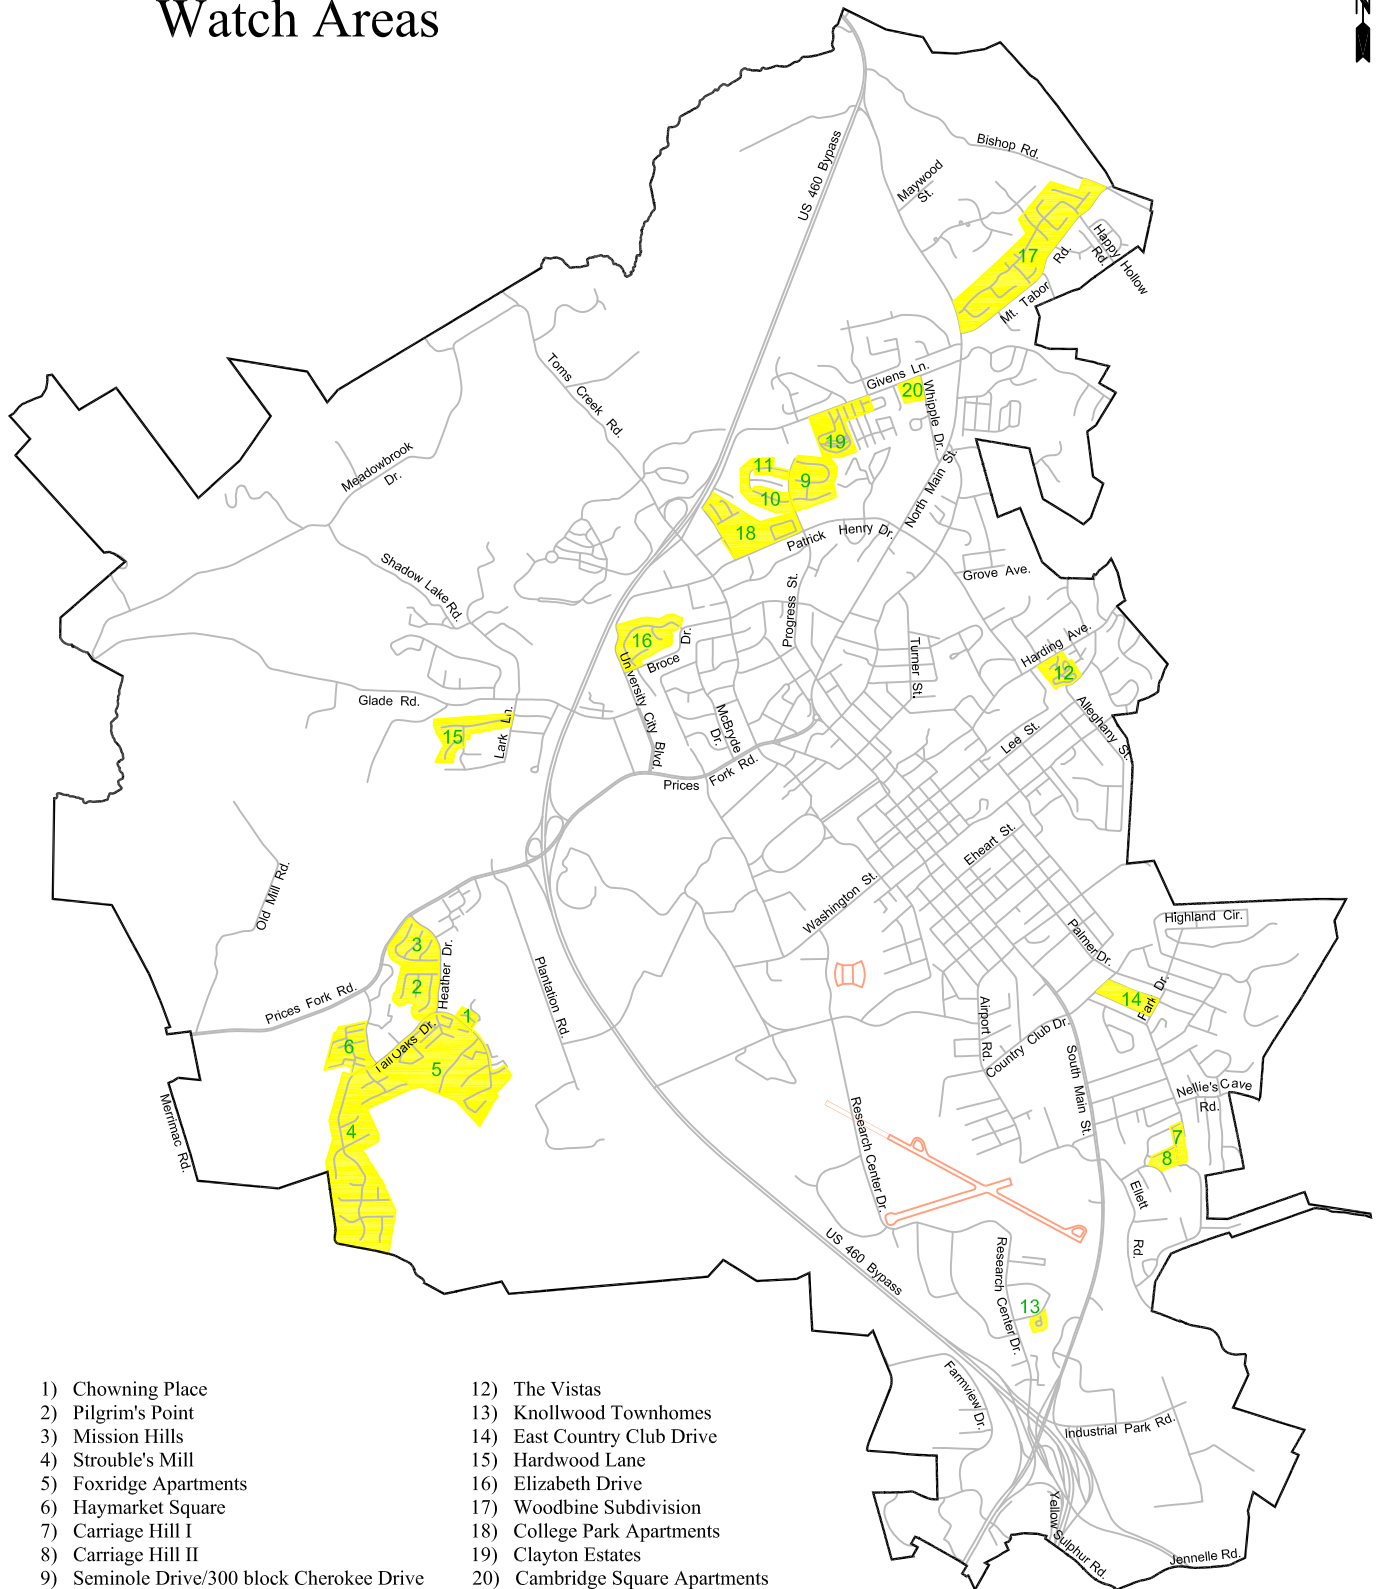 Watch Areas
N
Bishop Rd.
US 460 Bypass
Maywood
St.
Happy Hollow
Rd.
17
Rd.
Mt. Tabor
Toms Creek Rd.
Givens Ln.
20
Whipple Dr.
19
Meadowbrook
Dr.
11
9
10
North Main St.
18
Patrick Henry Dr.
Shadow Lake Rd.
Grove Ave.
Progress St.
16
Broce Dr.
Turner St.
Harding Ave.
12
University City Blvd.
Glade Rd.
Lark Ln.
15
McBryde
Dr.
Alleghany St.
Lee St.
Prices Fork Rd.
Eheart St.
Old Mill Rd.
Washington St.
Highland Cir.
3
Heather Dr.
Palmer Dr.
Plantation Rd.
2
Park Dr.
14
Prices Fork Rd.
1
Airport Rd.
Tall Oaks Dr.
6
Country Club Dr.
5
South Main St.
Nellie's Cave
Rd.
Merrimac Rd.
4
Research Center Dr.
7
8
Ellett
Rd.
US 460 Bypass
Research Center Dr.
13
Farmview Dr.
Industrial Park Rd.
Yellow Sulphur Rd.
Jennelle Rd.
1) Chowning Place
2) Pilgrim's Point
3) Mission Hills
4) Strouble's Mill
5) Foxridge Apartments
6) Haymarket Square
7) Carriage Hill I
8) Carriage Hill II
9) Seminole Drive/300 block Cherokee Drive
12) The Vistas
13) Knollwood Townhomes
14) East Country Club Drive
15) Hardwood Lane
16) Elizabeth Drive
17) Woodbine Subdivision
18) College Park Apartments
19) Clayton Estates
20) Cambridge Square Apartments